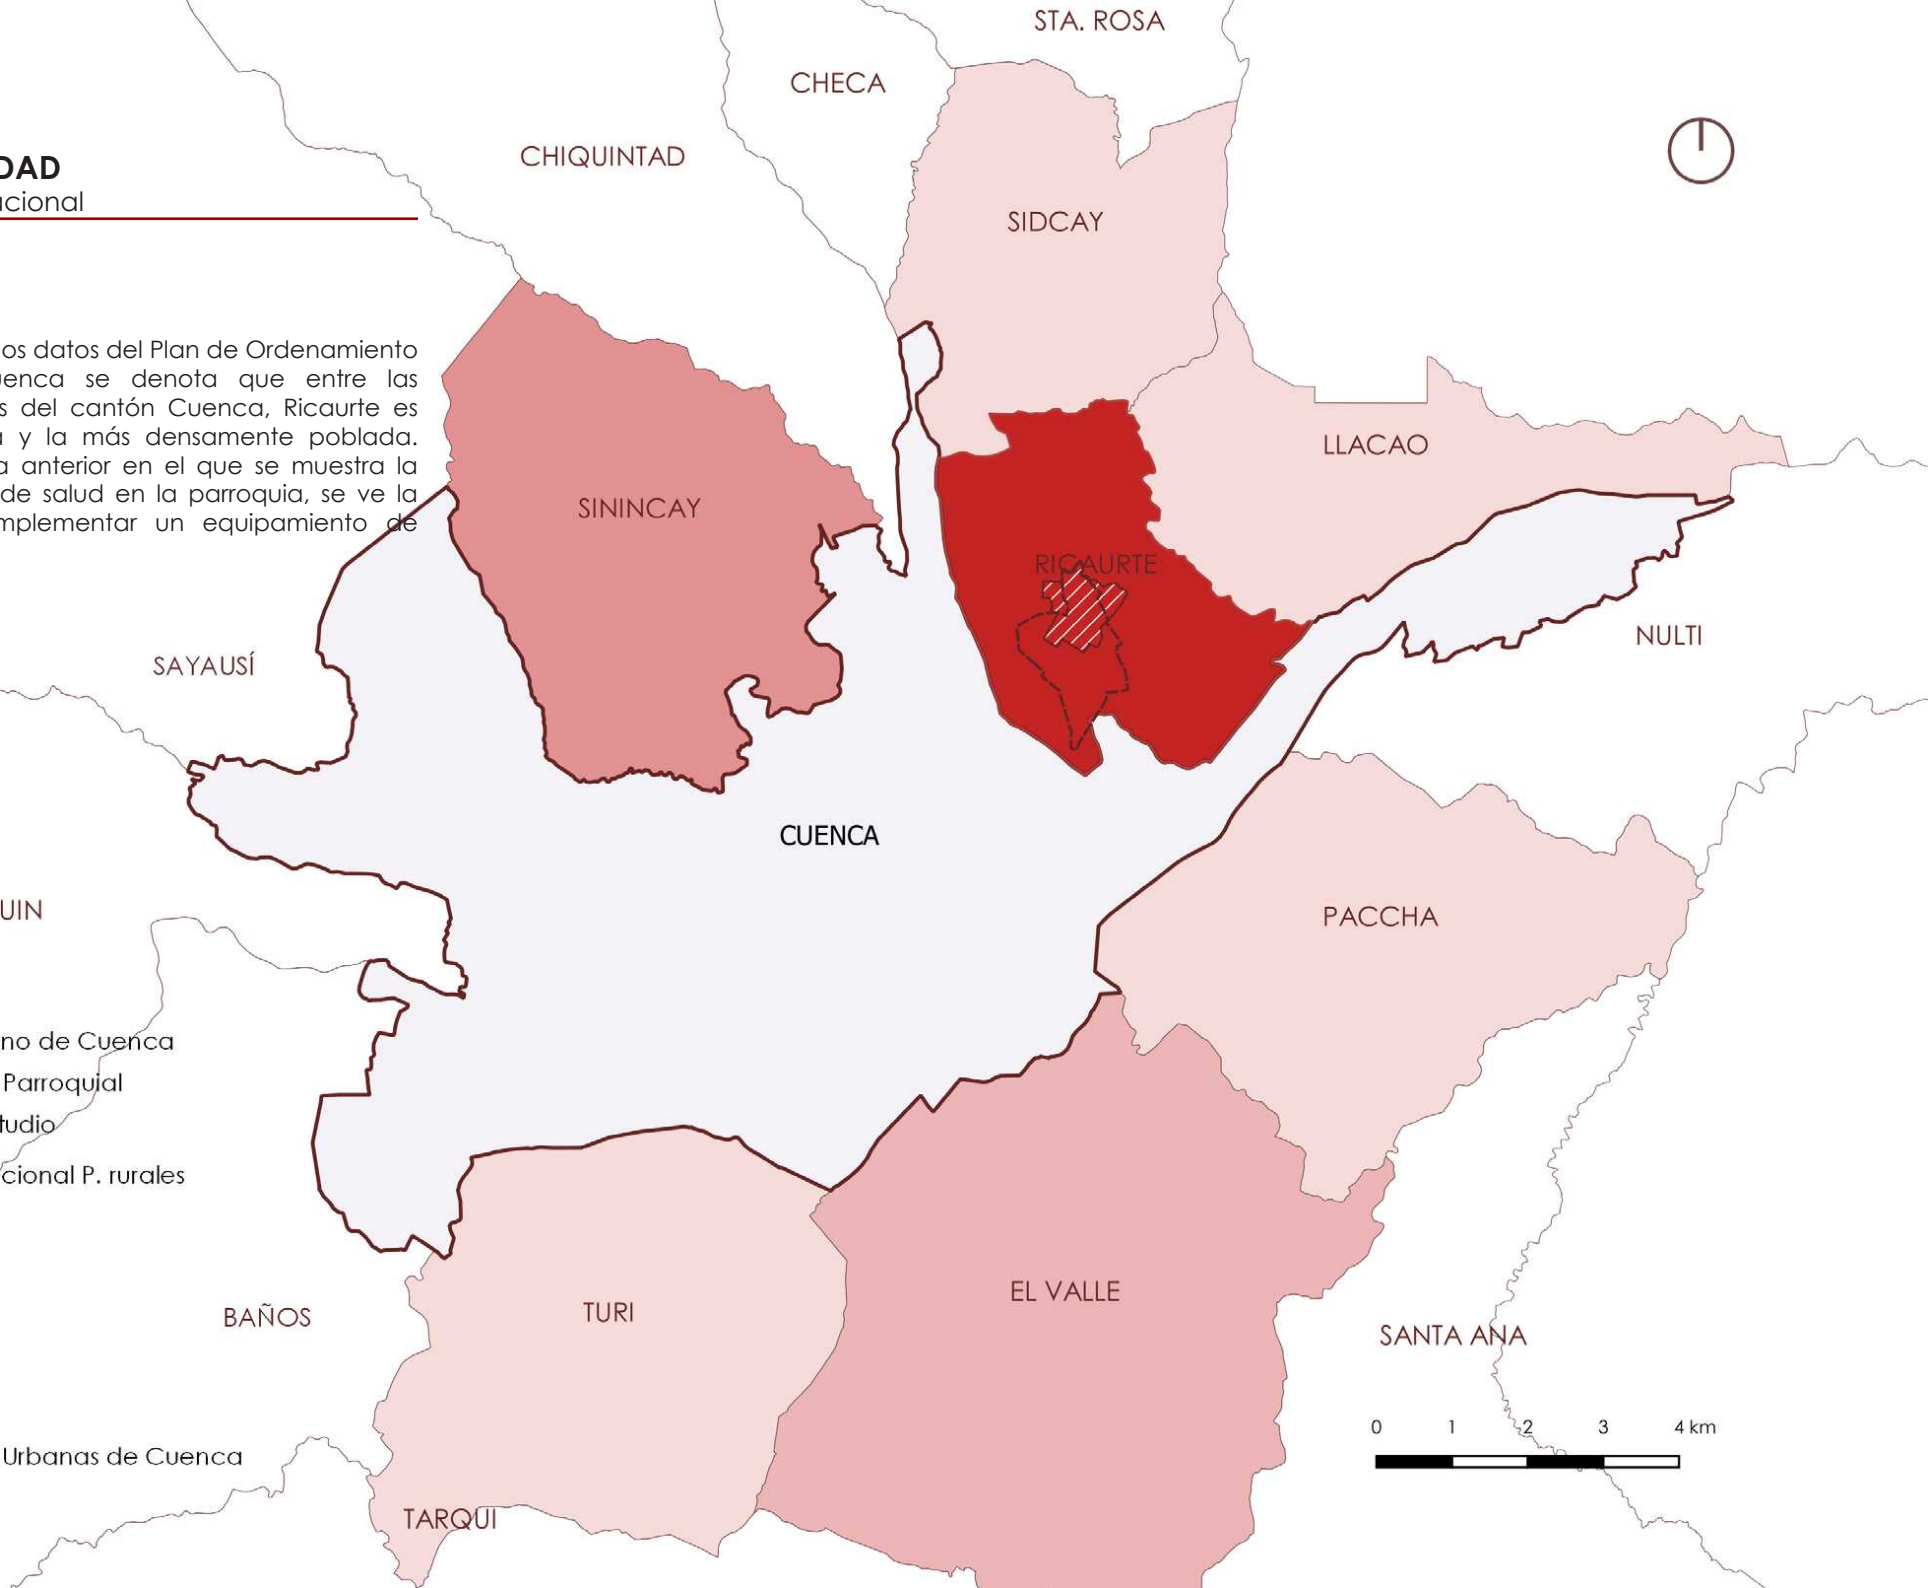 STA. ROSA
CHECA
CHIQUINTAD
DAD
acional
SIDCAY
os datos del Plan de Ordenamiento
uenca se denota que entre las
s del cantón Cuenca, Ricaurte es
a y la más densamente poblada.
a anterior en el que se muestra la
de salud en la parroquia, se ve la
mplementar un equipamiento de
LLACAO
SININCAY
RICAURTE
NULTI
SAYAUSÍ
CUENCA
UIN
PACCHA
no de Cuenca
Parroquial
tudio
cional P. rurales
EL VALLE
TURI
BAÑOS
SANTA ANA
0 1 2 3 4 km
Urbanas de Cuenca
TARQUI